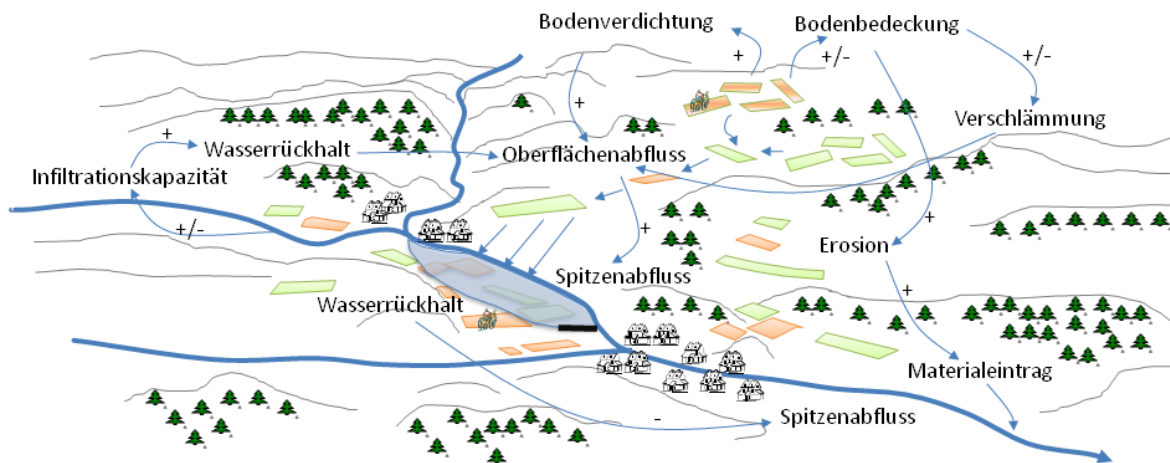 Bodenverdichtung
Bodenbedeckung
+
+/-
+/-
+
Verschlämmung
+
Wasserrückhalt
Oberflächenabfluss
Infiltrationskapazität
+/-
+
+
Erosion
Spitzenabfluss
Wasserrückhalt
+
Materialeintrag
-
Spitzenabfluss